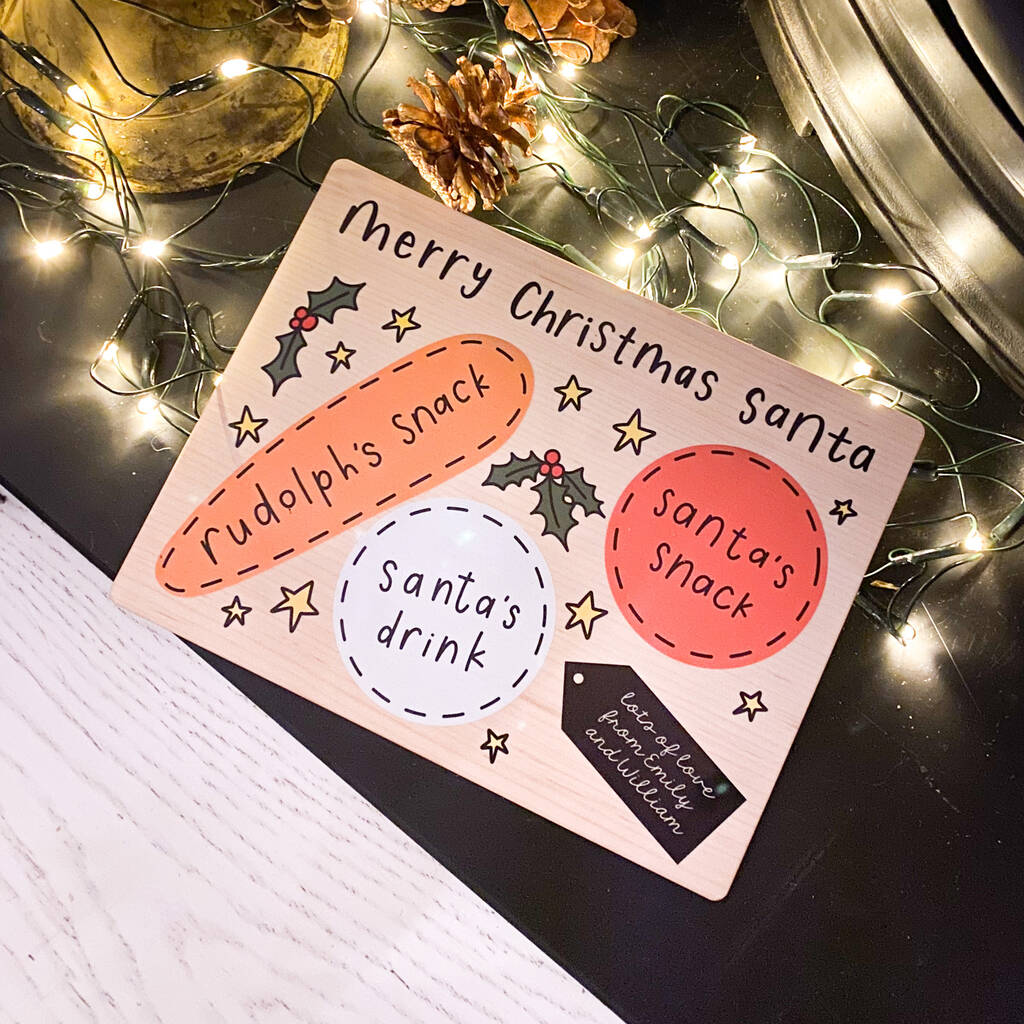 Merry Christmas Santa
rudolph's snack
santa's
drink
santa's
snack
lots of love
from Emily
and William